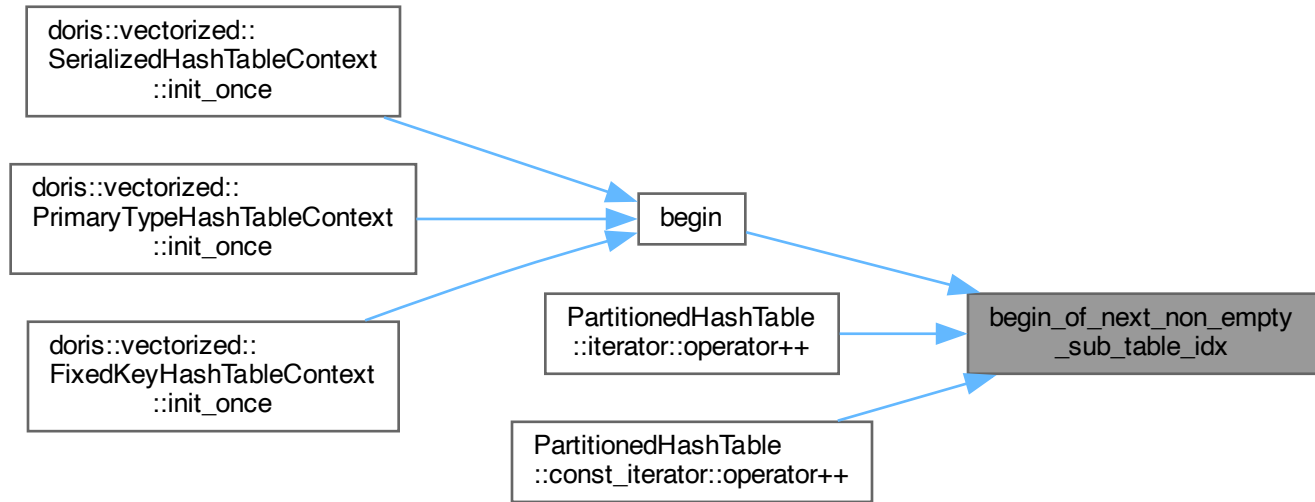 doris::vectorized::
SerializedHashTableContext
::init_once
doris::vectorized::
PrimaryTypeHashTableContext
::init_once
doris::vectorized::
FixedKeyHashTableContext
::init_once
begin
PartitionedHashTable
::iterator::operator++
PartitionedHashTable
::const_iterator::operator++
begin_of_next_non_empty
_sub_table_idx